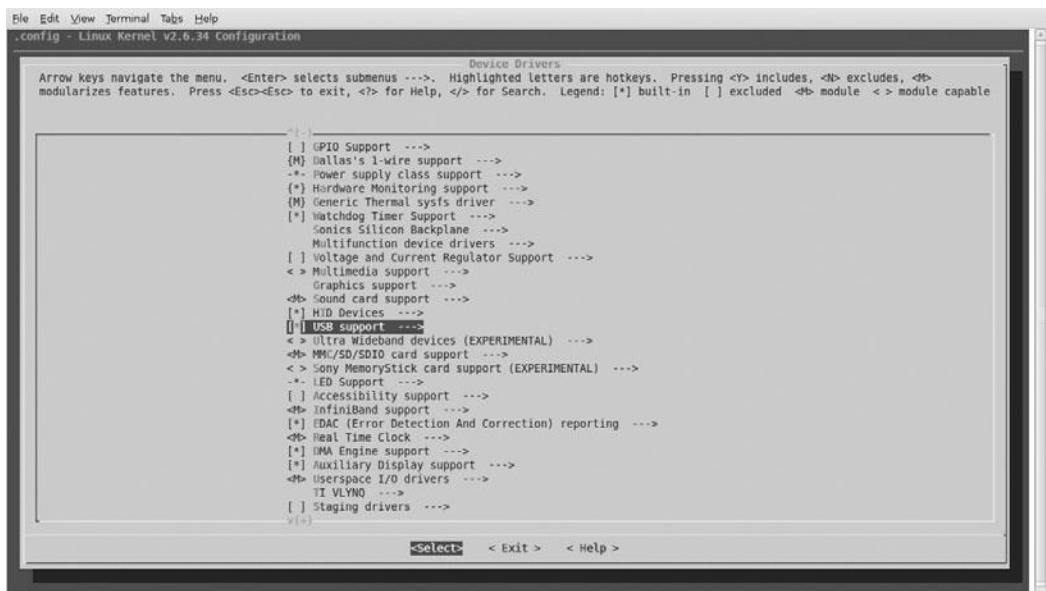 File Edit View Terminal Tabs Help
.config - Linux Kernel v2.6.34 Configuration
Device Drivers
Arrow keys navigate the menu. <Enter> selects submenus --->. Highlighted letters are hotkeys. Pressing <Y> includes, <N> excludes, <M>
modularizes features. Press <Esc><Esc> to exit, <?> for Help, </> for Search. Legend: [*] built-in [ ] excluded <M> module < > module capable
^(-)
[ ] GPIO Support --->
{M} Dallas's 1-wire support --->
-*- Power supply class support --->
{*} Hardware Monitoring support --->
{M} Generic Thermal sysfs driver --->
[*] Watchdog Timer Support --->
Sonics Silicon Backplane --->
Multifunction device drivers --->
[ ] Voltage and Current Regulator Support --->
< > Multimedia support --->
Graphics support --->
<M> Sound card support --->
[*] HID Devices --->
[*] USB support --->
< > Ultra Wideband devices (EXPERIMENTAL) --->
<M> MMC/SD/SDIO card support --->
< > Sony MemoryStick card support (EXPERIMENTAL) --->
-*- LED Support --->
[ ] Accessibility support --->
<M> InfiniBand support --->
[*] EDAC (Error Detection And Correction) reporting --->
<M> Real Time Clock --->
[*] DMA Engine support --->
[*] Auxiliary Display support --->
<M> Userspace I/O drivers --->
TI VLYNQ --->
[ ] Staging drivers --->
v(+)
<Select> < Exit > < Help >